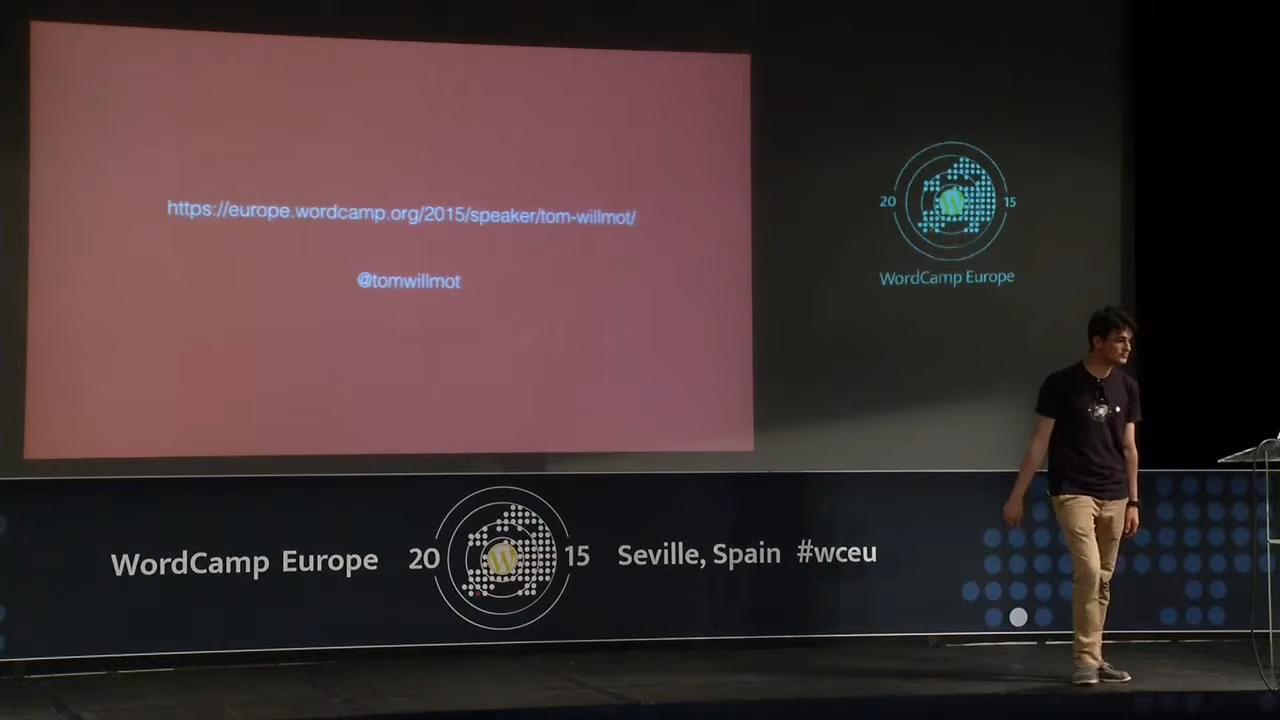 https://europe.wordcamp.org/2015/speaker/tom-willmot/
@tomwillmot
20 W 15
WordCamp Europe
WordCamp Europe 20 W 15 Seville, Spain #wceu